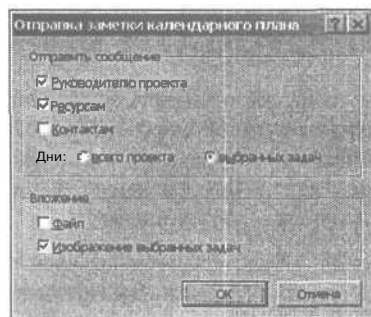 Отправка заметки календарного плана
Отправить сообщение
Руководителю проекта
Ресурсам
Контактам
Дни: всего проекта выбранных задач
Вложение
Файл
Изображение выбранных задач
ОК Отмена